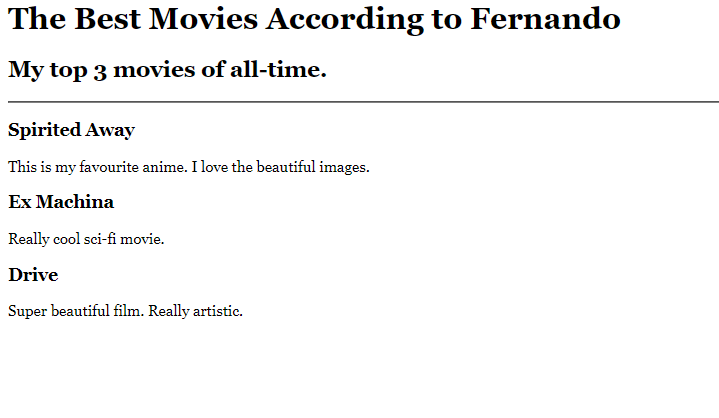 The Best Movies According to Fernando
My top 3 movies of all-time.
Spirited Away
This is my favourite anime. I love the beautiful images.
Ex Machina
Really cool sci-fi movie.
Drive
Super beautiful film. Really artistic.